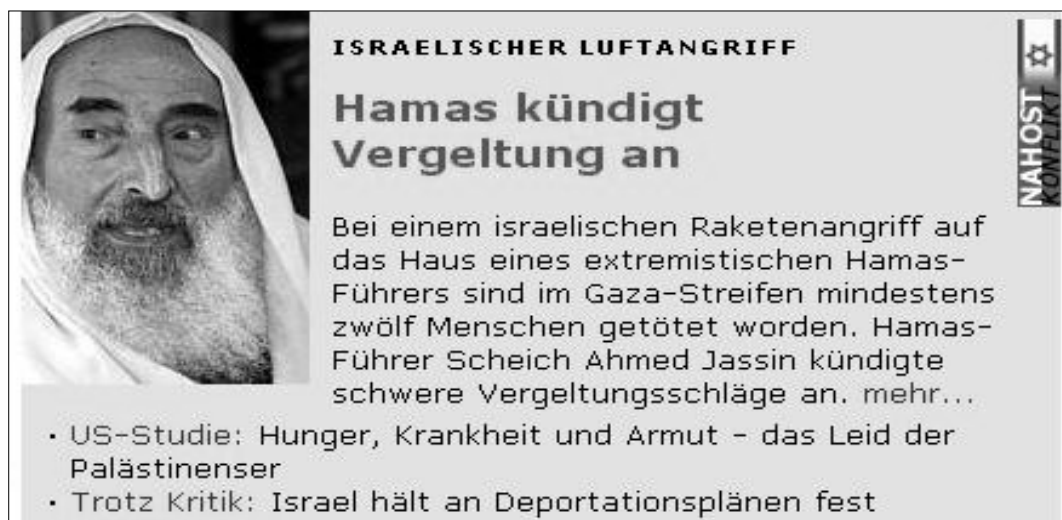 ISRAELISCHER LUFTANGRIFF
Hamas kündigt
Vergeltung an
NAHOST
KONFLIKT
Bei einem israelischen Raketenangriff auf
das Haus eines extremistischen Hamas-
Führers sind im Gaza-Streifen mindestens
zwölf Menschen getötet worden. Hamas-
Führer Scheich Ahmed Jassin kündigte
schwere Vergeltungsschläge an. mehr...
· US-Studie: Hunger, Krankheit und Armut - das Leid der
Palästinenser
· Trotz Kritik: Israel hält an Deportationsplänen fest